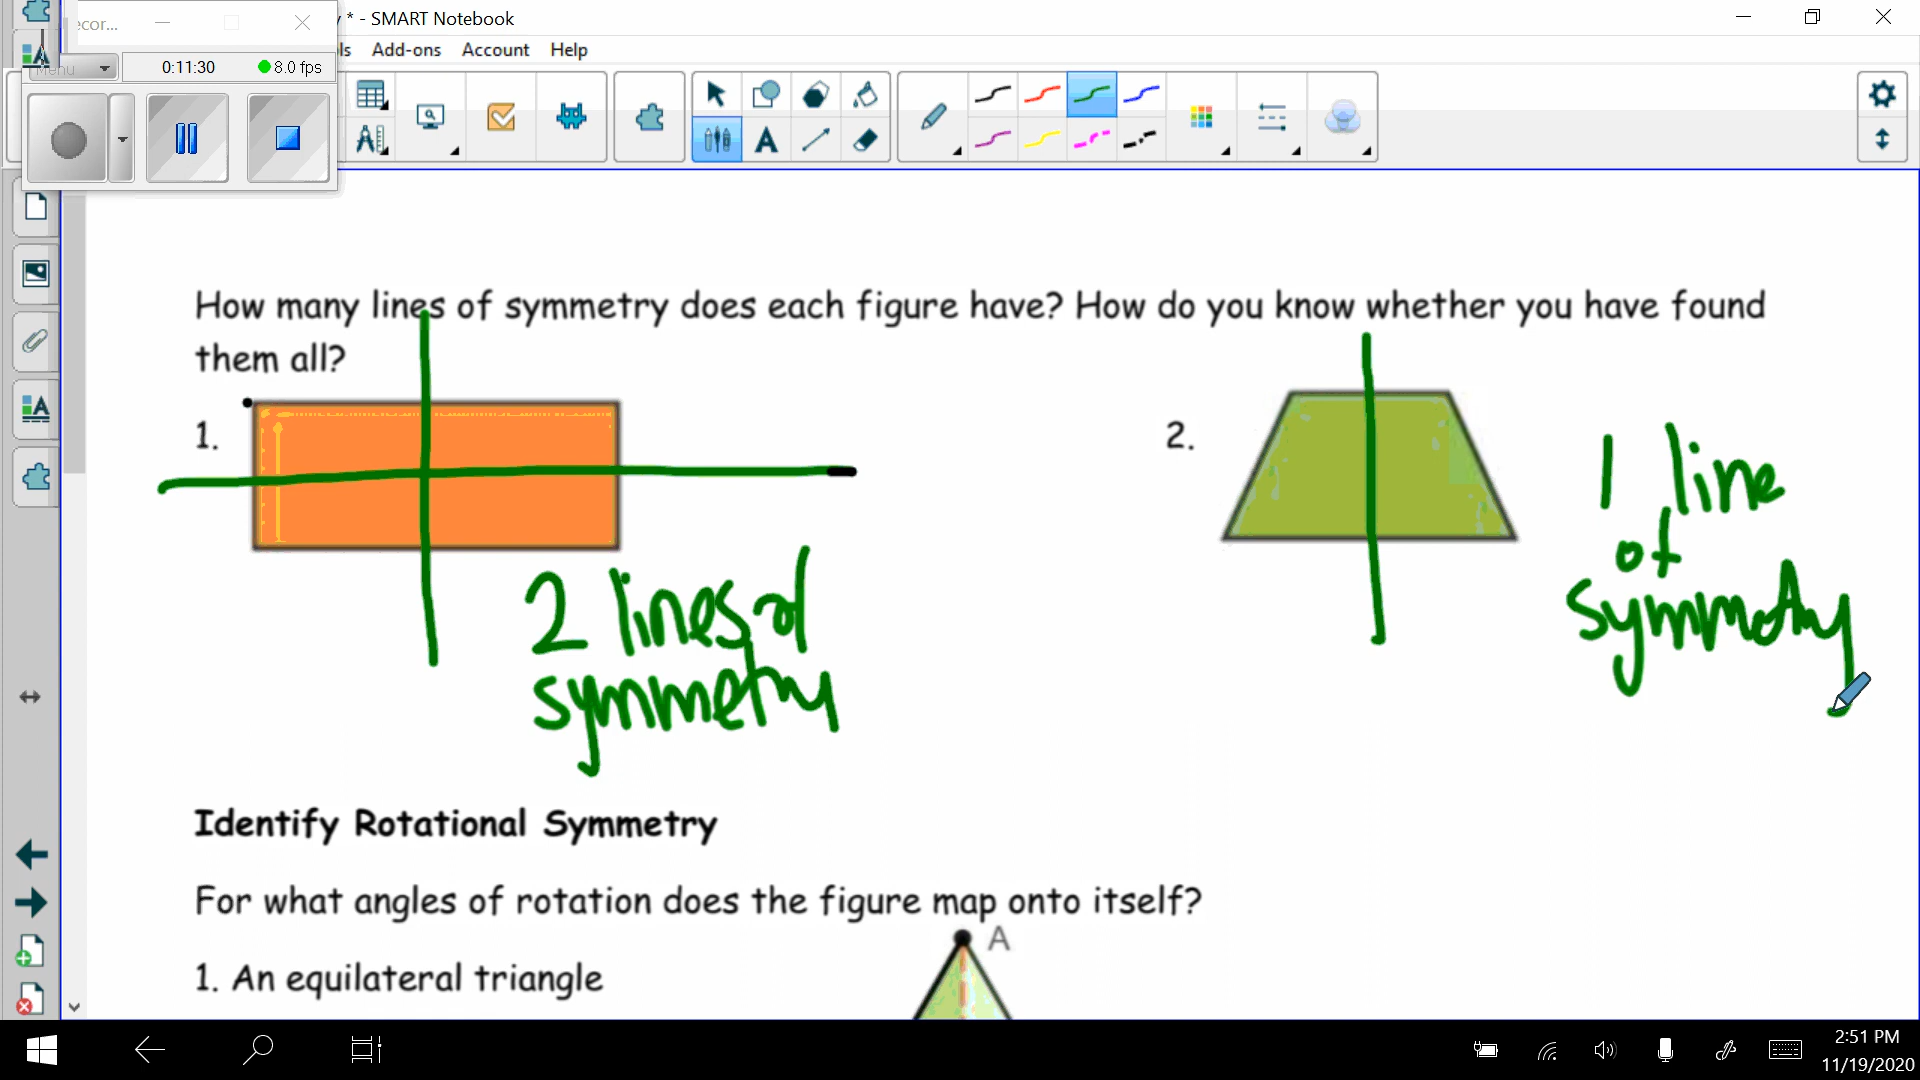 ecor...
y * - SMART Notebook
Menu
0:11:30
8.0 fps
ls Add-ons Account Help
How many lines of symmetry does each figure have? How do you know whether you have found
them all?
1.
2.
1 line
of
symmetry
2 lines of
symmetry
Identify Rotational Symmetry
For what angles of rotation does the figure map onto itself?
A
1. An equilateral triangle
2:51 PM
11/19/2020